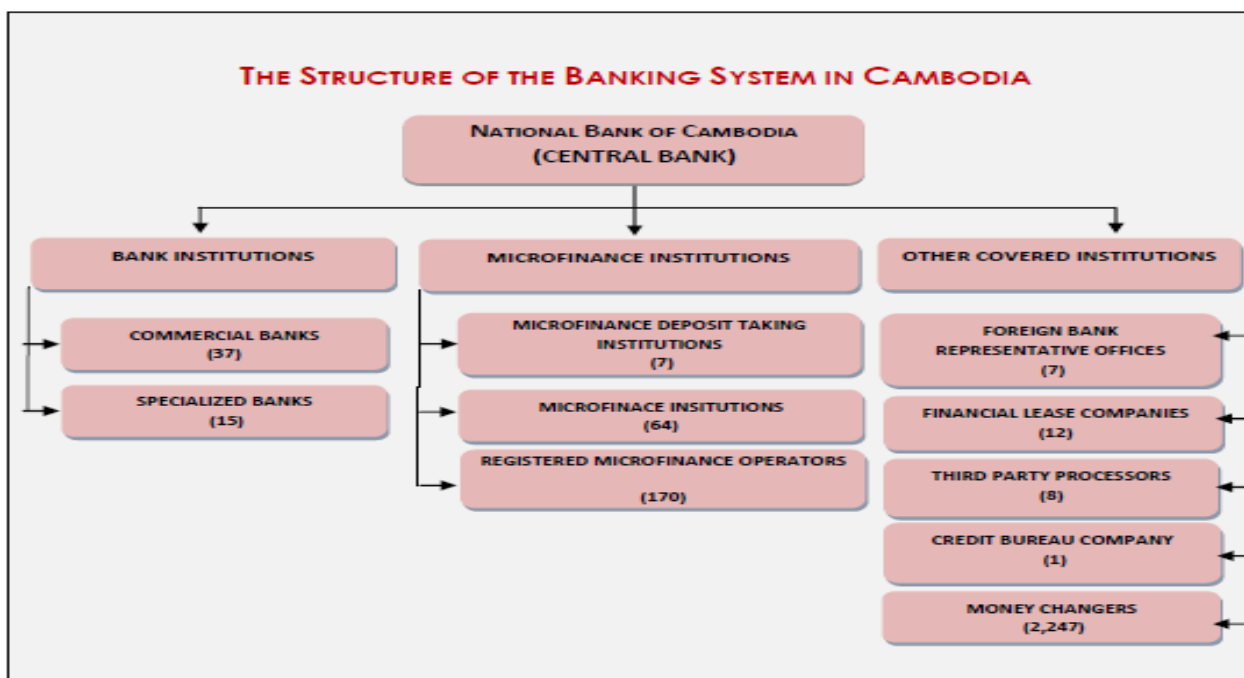 THE STRUCTURE OF THE BANKING SYSTEM IN CAMBODIA
NATIONAL BANK OF CAMBODIA
(CENTRAL BANK)
BANK INSTITUTIONS
COMMERCIAL BANKS
(37)
SPECIALIZED BANKS
(15)
MICROFINANCE INSTITUTIONS
MICROFINANCE DEPOSIT TAKING
INSTITUTIONS
(7)
MICROFINACE INSITUTIONS
(64)
REGISTERED MICROFINANCE OPERATORS
(170)
OTHER COVERED INSTITUTIONS
FOREIGN BANK
REPRESENTATIVE OFFICES
(7)
FINANCIAL LEASE COMPANIES
(12)
THIRD PARTY PROCESSORS
(8)
CREDIT BUREAU COMPANY
(1)
MONEY CHANGERS
(2,247)